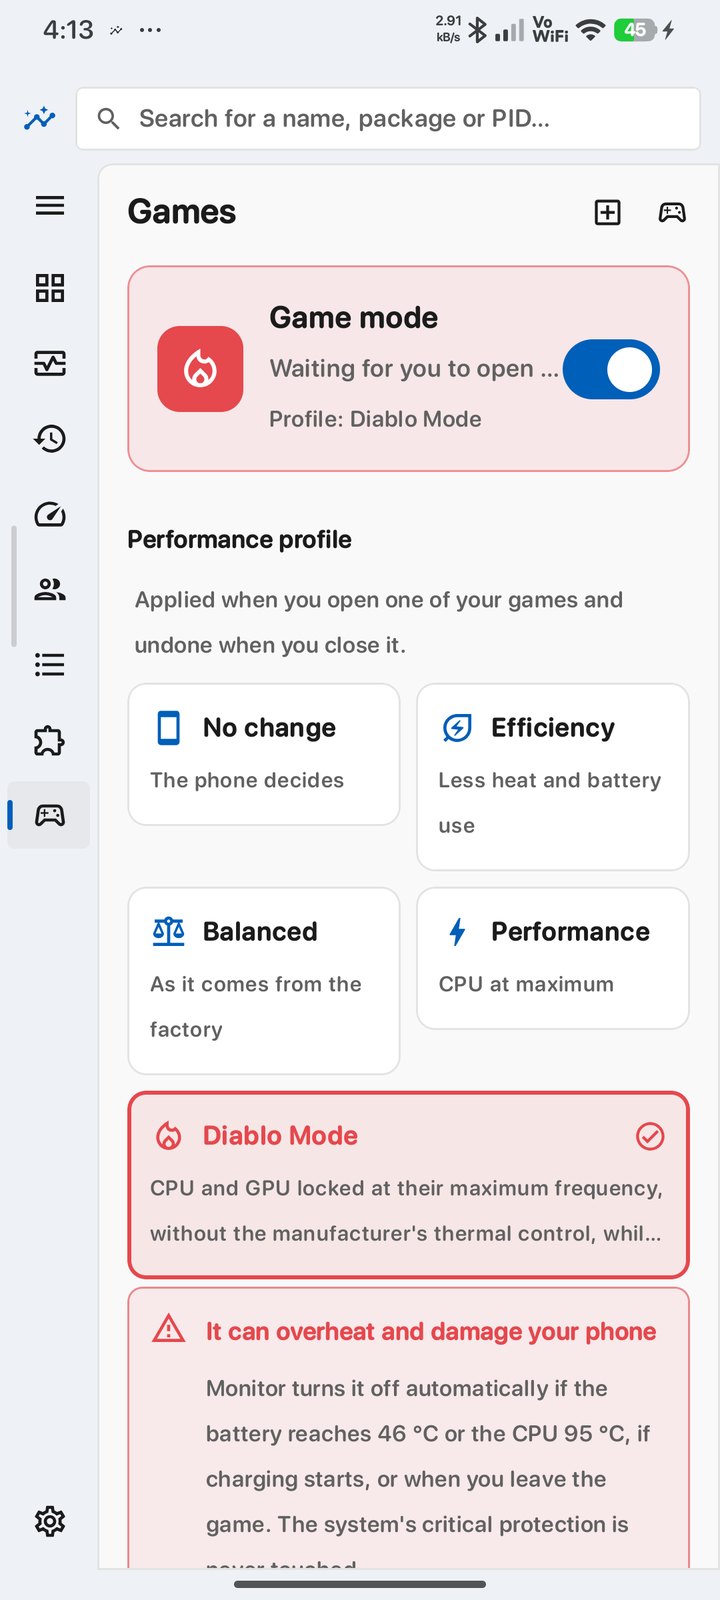 4:13
2.91
kB/s
Vo
WiFi
45
Search for a name, package or PID...
Games
Game mode
Waiting for you to open ...
Profile: Diablo Mode
Performance profile
Applied when you open one of your games and
undone when you close it.
No change
The phone decides
Efficiency
Less heat and battery
use
Balanced
As it comes from the
factory
Performance
CPU at maximum
Diablo Mode
CPU and GPU locked at their maximum frequency,
without the manufacturer's thermal control, whil...
It can overheat and damage your phone
Monitor turns it off automatically if the
battery reaches 46 °C or the CPU 95 °C, if
charging starts, or when you leave the
game. The system's critical protection is
never touched.